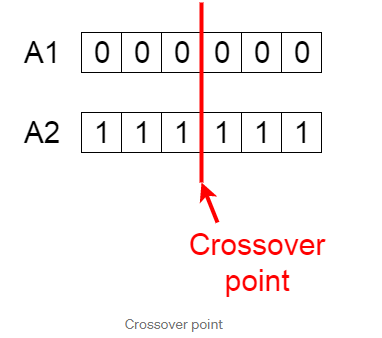 A1 0 0 0 0 0 0
A2 1 1 1 1 1 1
Crossover
point
Crossover point